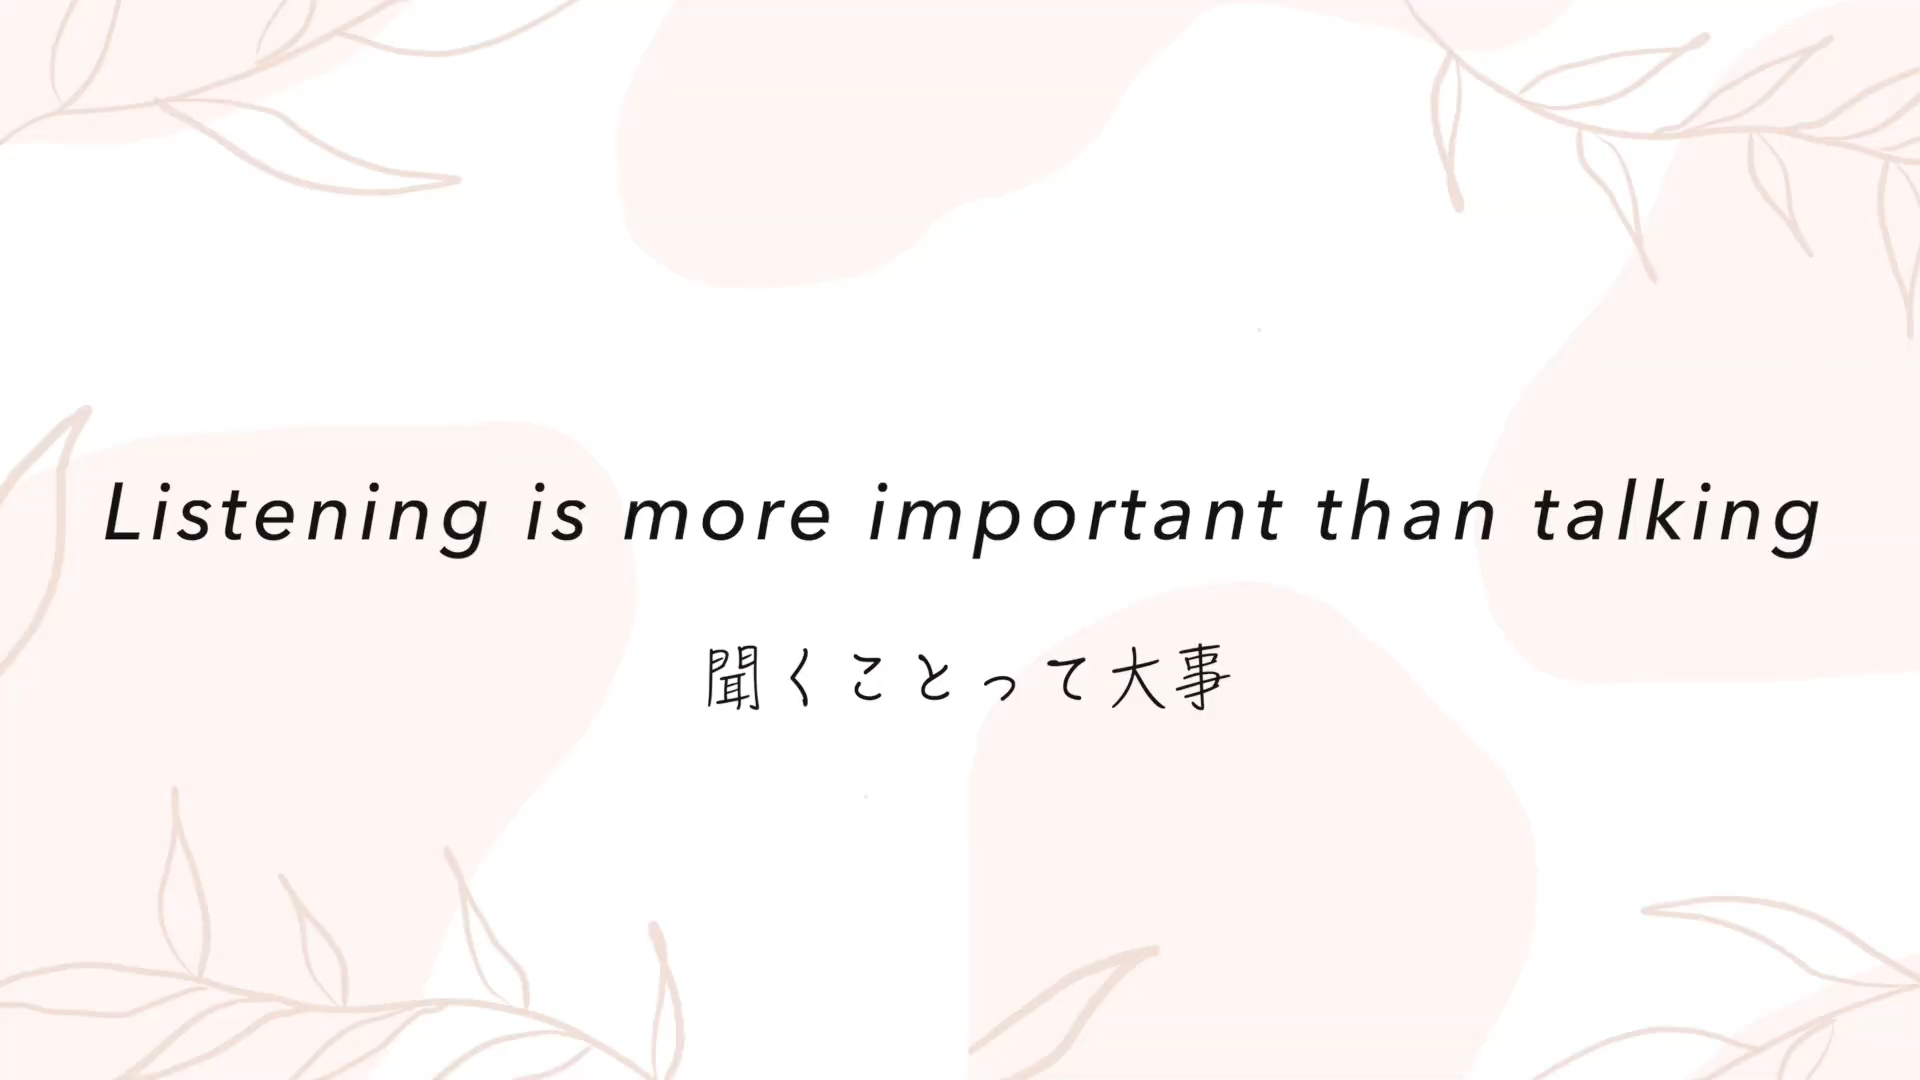 Listening is more important than talking
聞くことって大事